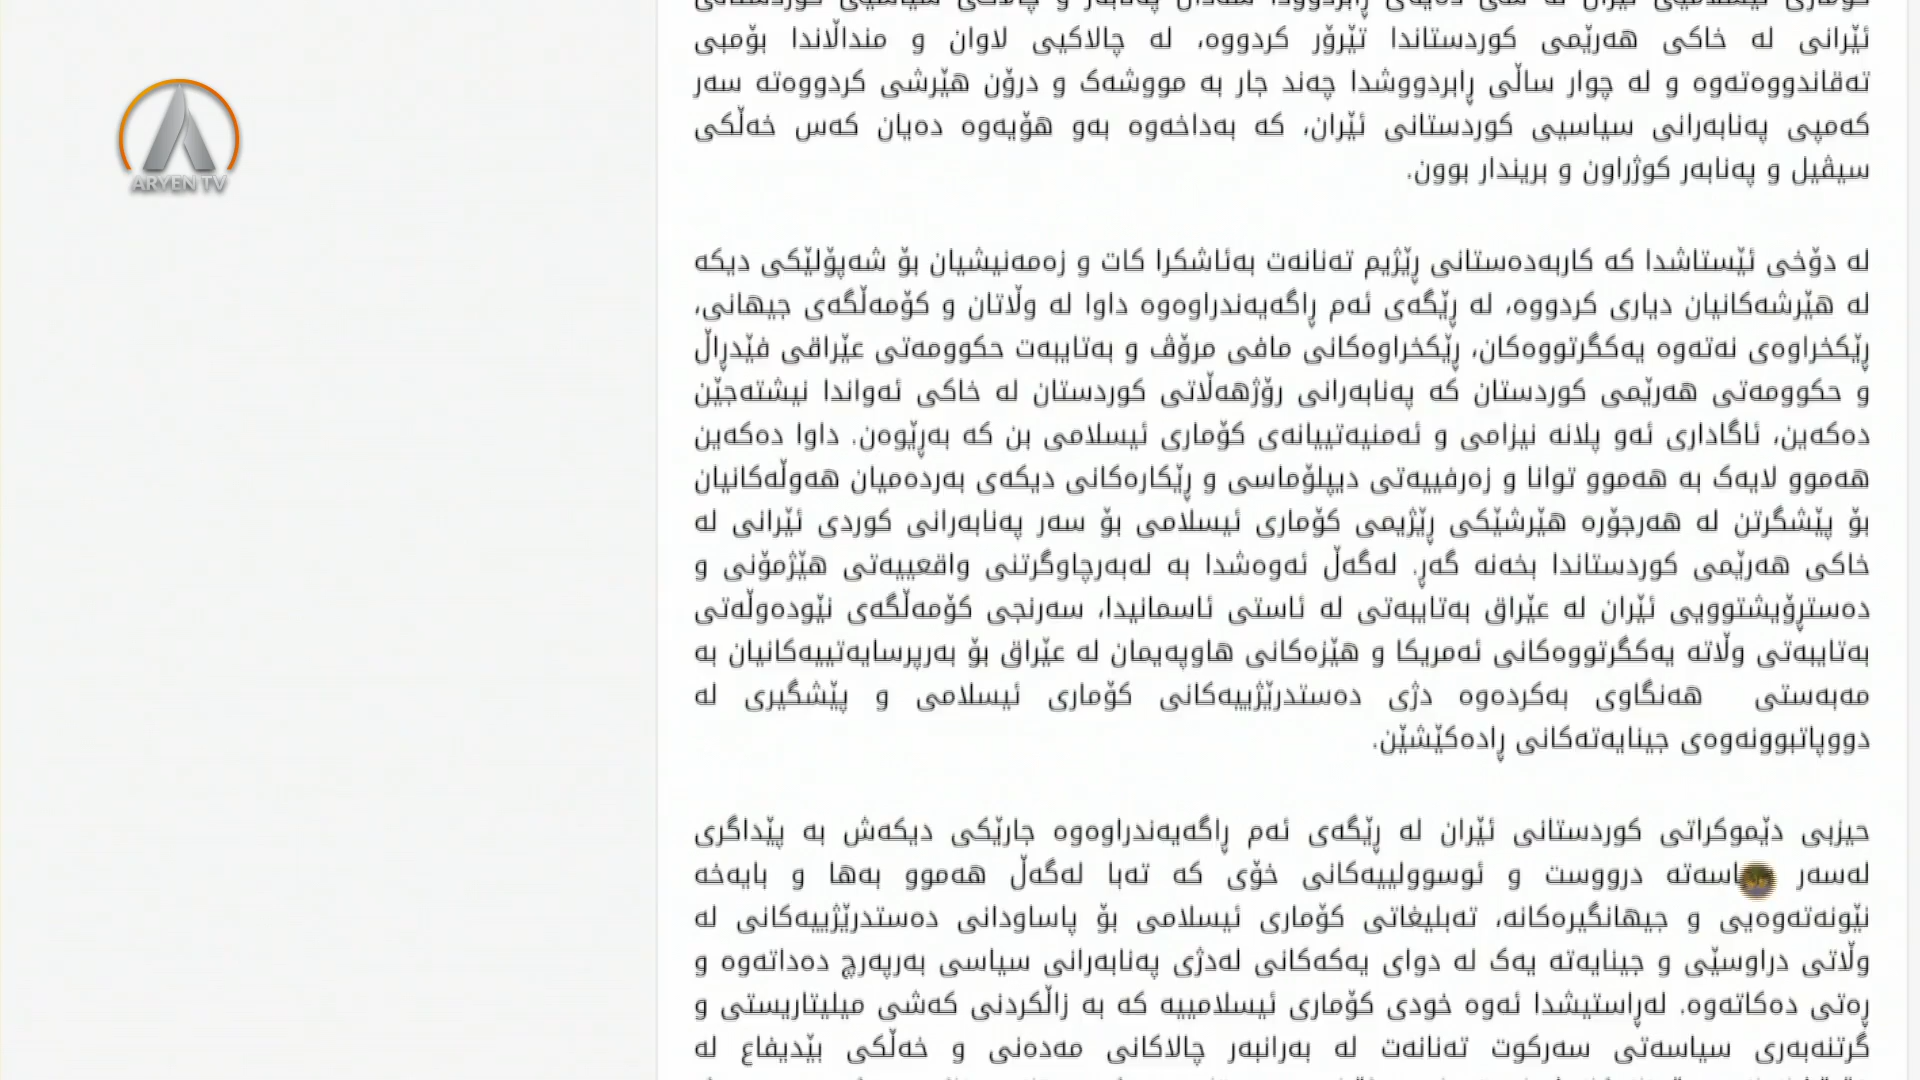 ARYEN TV
ئێرانی لە خاکی هەرێمی کوردستاندا تێرۆر کردووە، لە چالاکیی لاوان و منداڵاندا بۆمبی
تەقاندووەتەوە و لە چوار ساڵی ڕابردووشدا چەند جار بە مووشەک و درۆن هێرشی کردووەتە سەر
کەمپی پەنابەرانی سیاسیی کوردستانی ئێران، کە بەداخەوە بەو هۆیەوە دەیان کەس خەڵکی
سیڤیل و پەنابەر کوژراون و بریندار بوون.
لە دۆخی ئێستاشدا کە کاربەدەستانی ڕێژیم تەنانەت بەئاشکرا کات و زەمەنیشیان بۆ شەپۆلێکی دیکە
لە هێرشەکانیان دیاری کردووە، لە ڕێگەی ئەم ڕاگەیەندراوەوە داوا لە وڵاتان و کۆمەڵگەی جیهانی،
ڕێکخراوەی نەتەوە یەکگرتووەکان، ڕێکخراوەکانی مافی مرۆڤ و بەتایبەت حکوومەتی عێراقی فێدڕاڵ
و حکوومەتی هەرێمی کوردستان کە پەنابەرانی رۆژهەڵاتی کوردستان لە خاکی ئەواندا نیشتەجێن
دەکەین، ئاگاداری ئەو پلانە نیزامی و ئەمنیەتییانەی کۆماری ئیسلامی بن کە بەڕێوەن. داوا دەکەین
هەموو لایەک بە هەموو توانا و زەرفییەتی دیپلۆماسی و ڕێکارەکانی دیکەی بەردەمیان هەوڵەکانیان
بۆ پێشگرتن لە هەرجۆرە هێرشێکی ڕێژیمی کۆماری ئیسلامی بۆ سەر پەنابەرانی کوردی ئێرانی لە
خاکی هەرێمی کوردستاندا بخەنە گەڕ. لەگەڵ ئەوەشدا بە لەبەرچاوگرتنی واقعییەتی هێژمۆنی و
دەستڕۆیشتوویی ئێران لە عێراق بەتایبەتی لە ئاستی ئاسمانیدا، سەرنجی کۆمەڵگەی نێودەوڵەتی
بەتایبەتی وڵاتە یەکگرتووەکانی ئەمریکا و هێزەکانی هاوپەیمان لە عێراق بۆ بەرپرسایەتییەکانیان بە
مەبەستی هەنگاوی بەکردەوە دژی دەستدرێژییەکانی کۆماری ئیسلامی و پێشگیری لە
دووپاتبوونەوەی جینایەتەکانی ڕادەکێشێن.
حیزبی دێموکراتی کوردستانی ئێران لە ڕێگەی ئەم ڕاگەیەندراوەوە جارێکی دیکەش بە پێداگری
لەسەر درووست و ئوسوولییەکانی خۆی کە تەبا لەگەڵ هەموو بەها و بایەخە
نێونەتەوەیی و جیهانگیرەکانە، تەبلیغاتی کۆماری ئیسلامی بۆ پاساودانی دەستدرێژییەکانی لە
وڵاتی دراوسێی و جینایەتە یەک لە دوای یەکەکانی لەدژی پەنابەرانی سیاسی بەرپەرچ دەداتەوە و
ڕەتی دەکاتەوە. لەڕاستیشدا ئەوە خودی کۆماری ئیسلامییە کە بە زاڵکردنی کەشی میلیتاریستی و
گرتنەبەری سیاسەتی سەرکوت تەنانەت لە بەرانبەر چالاکانی مەدەنی و خەڵکی بێدیفاع لە